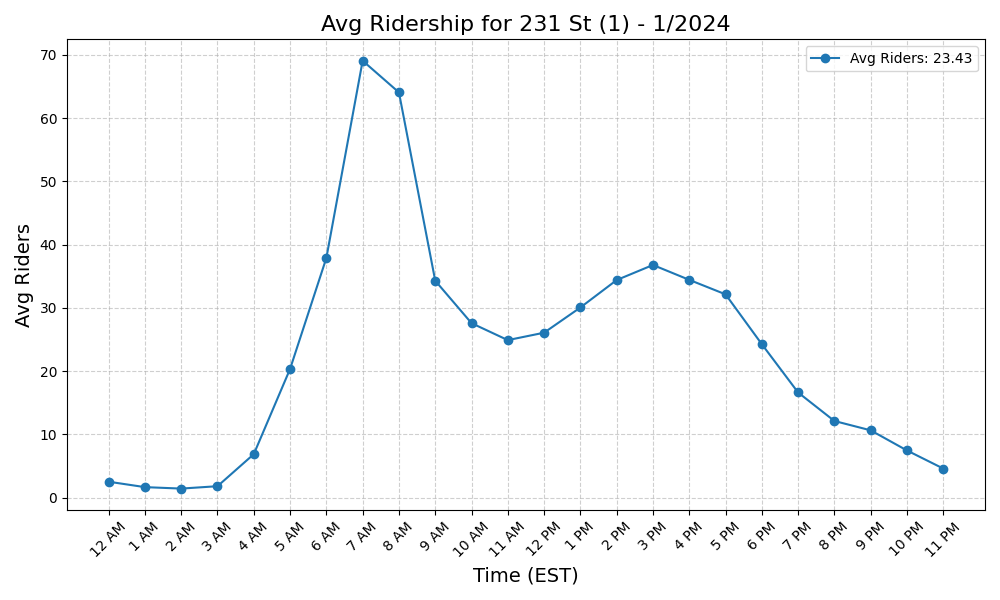 Avg Ridership for 231 St (1) - 1/2024
Avg Riders: 23.43
Avg Riders
70
60
50
40
30
20
10
0
12 AM
1 AM
2 AM
3 AM
4 AM
5 AM
6 AM
7 AM
8 AM
9 AM
10 AM
11 AM
12 PM
1 PM
2 PM
3 PM
4 PM
5 PM
6 PM
7 PM
8 PM
9 PM
10 PM
11 PM
Time (EST)